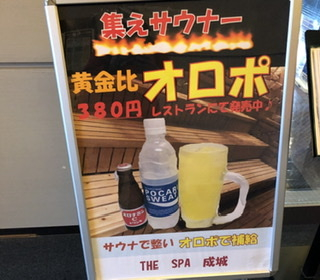 集えサウナー
黄金比 オロポ
380円 レストランにて発売中♪
POCARI
SWEAT
サウナで整い オロポで補給
THE SPA 成城